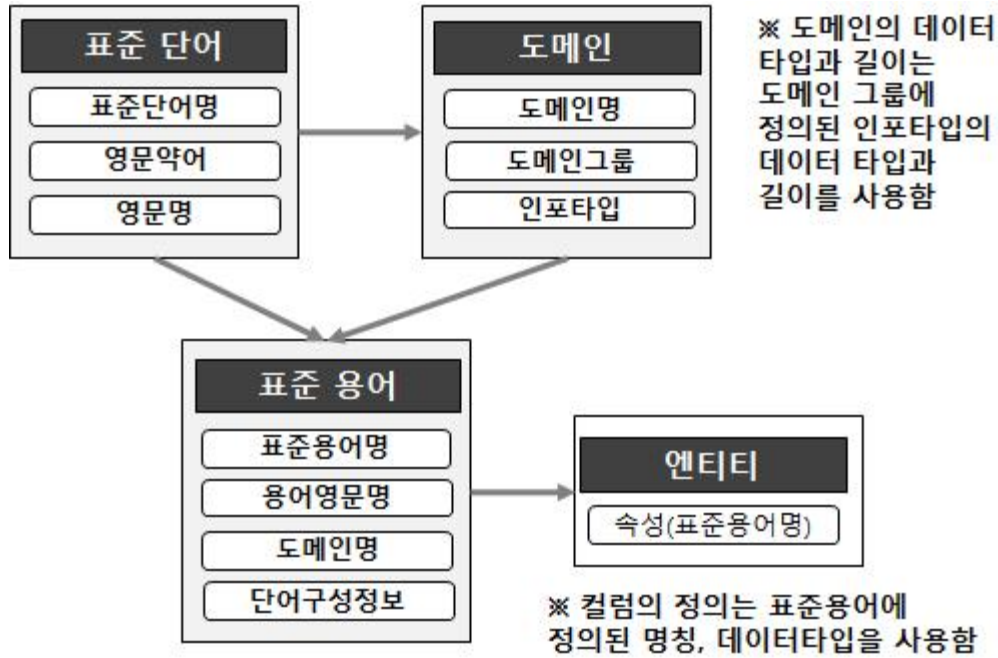 표준 단어
표준단어명
영문약어
영문명
도메인
도메인명
도메인그룹
인포타입
※ 도메인의 데이터
타입과 길이는
도메인 그룹에
정의된 인포타입의
데이터 타입과
길이를 사용함
표준 용어
표준용어명
용어영문명
도메인명
단어구성정보
엔티티
속성(표준용어명)
※ 컬럼의 정의는 표준용어에
정의된 명칭, 데이터타입을 사용함